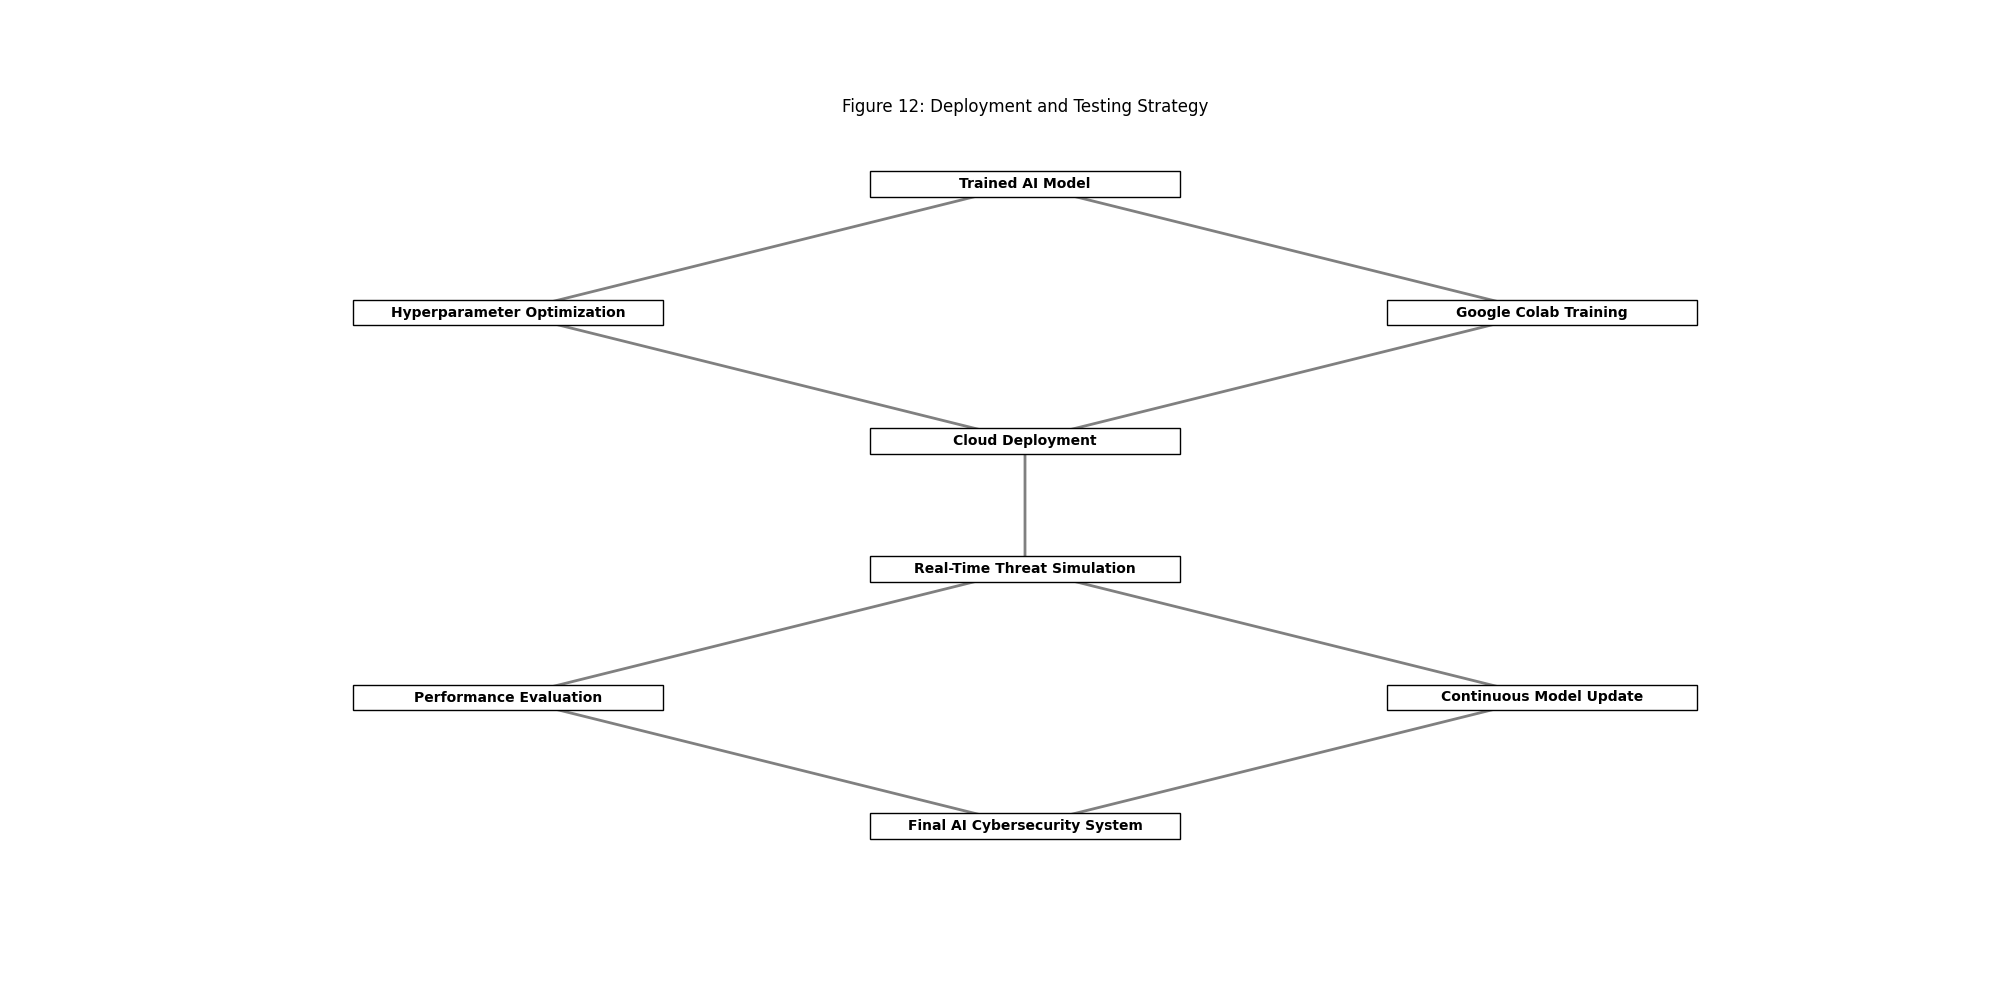 Figure 12: Deployment and Testing Strategy
Trained AI Model
Hyperparameter Optimization
Google Colab Training
Cloud Deployment
Real-Time Threat Simulation
Performance Evaluation
Continuous Model Update
Final AI Cybersecurity System